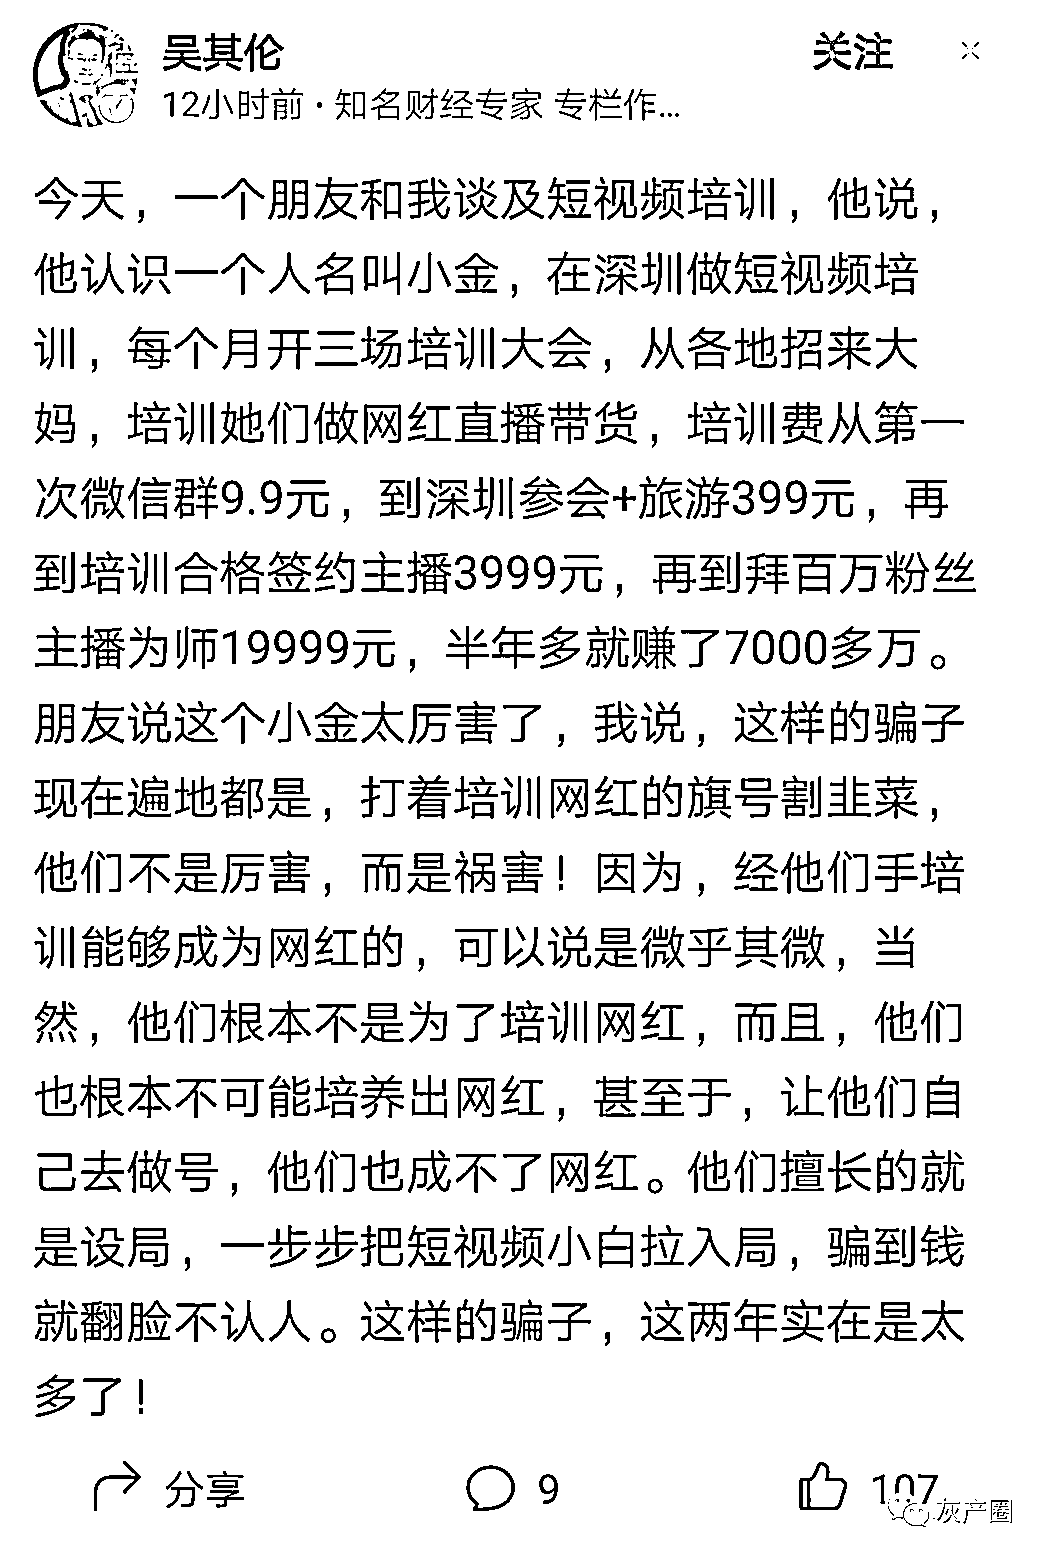 吴其伦
关注
12小时前·知名财经专家 专栏作...
今天，一个朋友和我谈及短视频培训，他说，
他认识一个人名叫小金，在深圳做短视频培
训，每个月开三场培训大会，从各地招来大
妈，培训她们做网红直播带货，培训费从第一
次微信群9.9元，到深圳参会+旅游399元，再
到培训合格签约主播3999元，再到拜百万粉丝
主播为师19999元，半年多就赚了7000多万。
朋友说这个小金太厉害了，我说，这样的骗子
现在遍地都是，打着培训网红的旗号割韭菜，
他们不是厉害，而是祸害！因为，经他们手培
训能够成为网红的，可以说是微乎其微，当
然，他们根本不是为了培训网红，而且，他们
也根本不可能培养出网红，甚至于，让他们自
己去做号，他们也成不了网红。他们擅长的就
是设局，一步步把短视频小白拉入局，骗到钱
就翻脸不认人。这样的骗子，这两年实在是太
多了！
分享
9
107
灰产圈